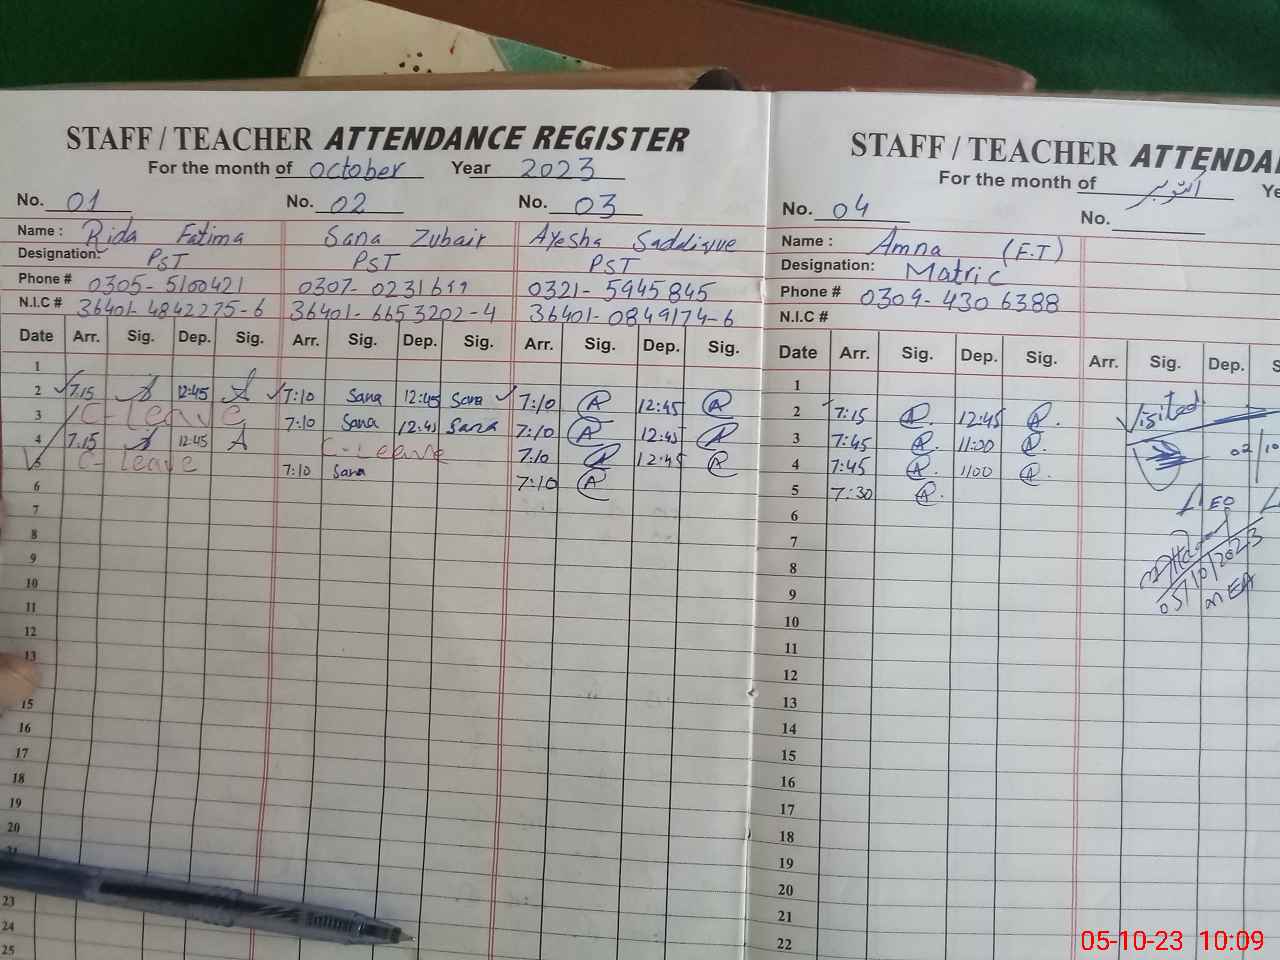 STAFF / TEACHER ATTENDANCE REGISTER
For the month of October Year 2023
No. 01 No. 02 No. 03
Name : Rida Fatima Sana Zubair Ayesha Saddique
Designation: PST PST PST
Phone # 0305-5100421 0307-0231699 0321-5945845
N.I.C # 36401-4842275-6 36401-6653202-4 36401-0849174-6
Date Arr. Sig. Dep. Sig. Arr. Sig. Dep. Sig. Arr. Sig. Dep. Sig.
1
2 7:15 12:45 A 7:10 Sana 12:45 Sana 7:10 A 12:45 A
3 C-leave 7:10 Sana 12:45 Sana 7:10 A 12:45 A
4 7:15 12:45 A C-Leave 7:10 A 12:45 A
5 C-leave 7:10 Sana 7:10 A
6
7
8
9
10
11
12
13
15
16
17
18
19
20
21
23
24
25
STAFF / TEACHER ATTENDA
For the month of اکتوبر Ye
No. 04 No.
Name : Amna (F.T)
Designation: Matric
Phone # 0309-4306388
N.I.C #
Date Arr. Sig. Dep. Sig. Arr. Sig. Dep. S
1
2 7:15 A. 12:45 A. Visited
3 7:45 A. 11:00 A. 02/10
4 7:45 A. 11:00 A.
5 7:30 A.
6 EO
7 05/10/2023
8 MEA
9
10
11
12
13
14
15
16
17
18
19
20
21
22
05-10-23 10:09